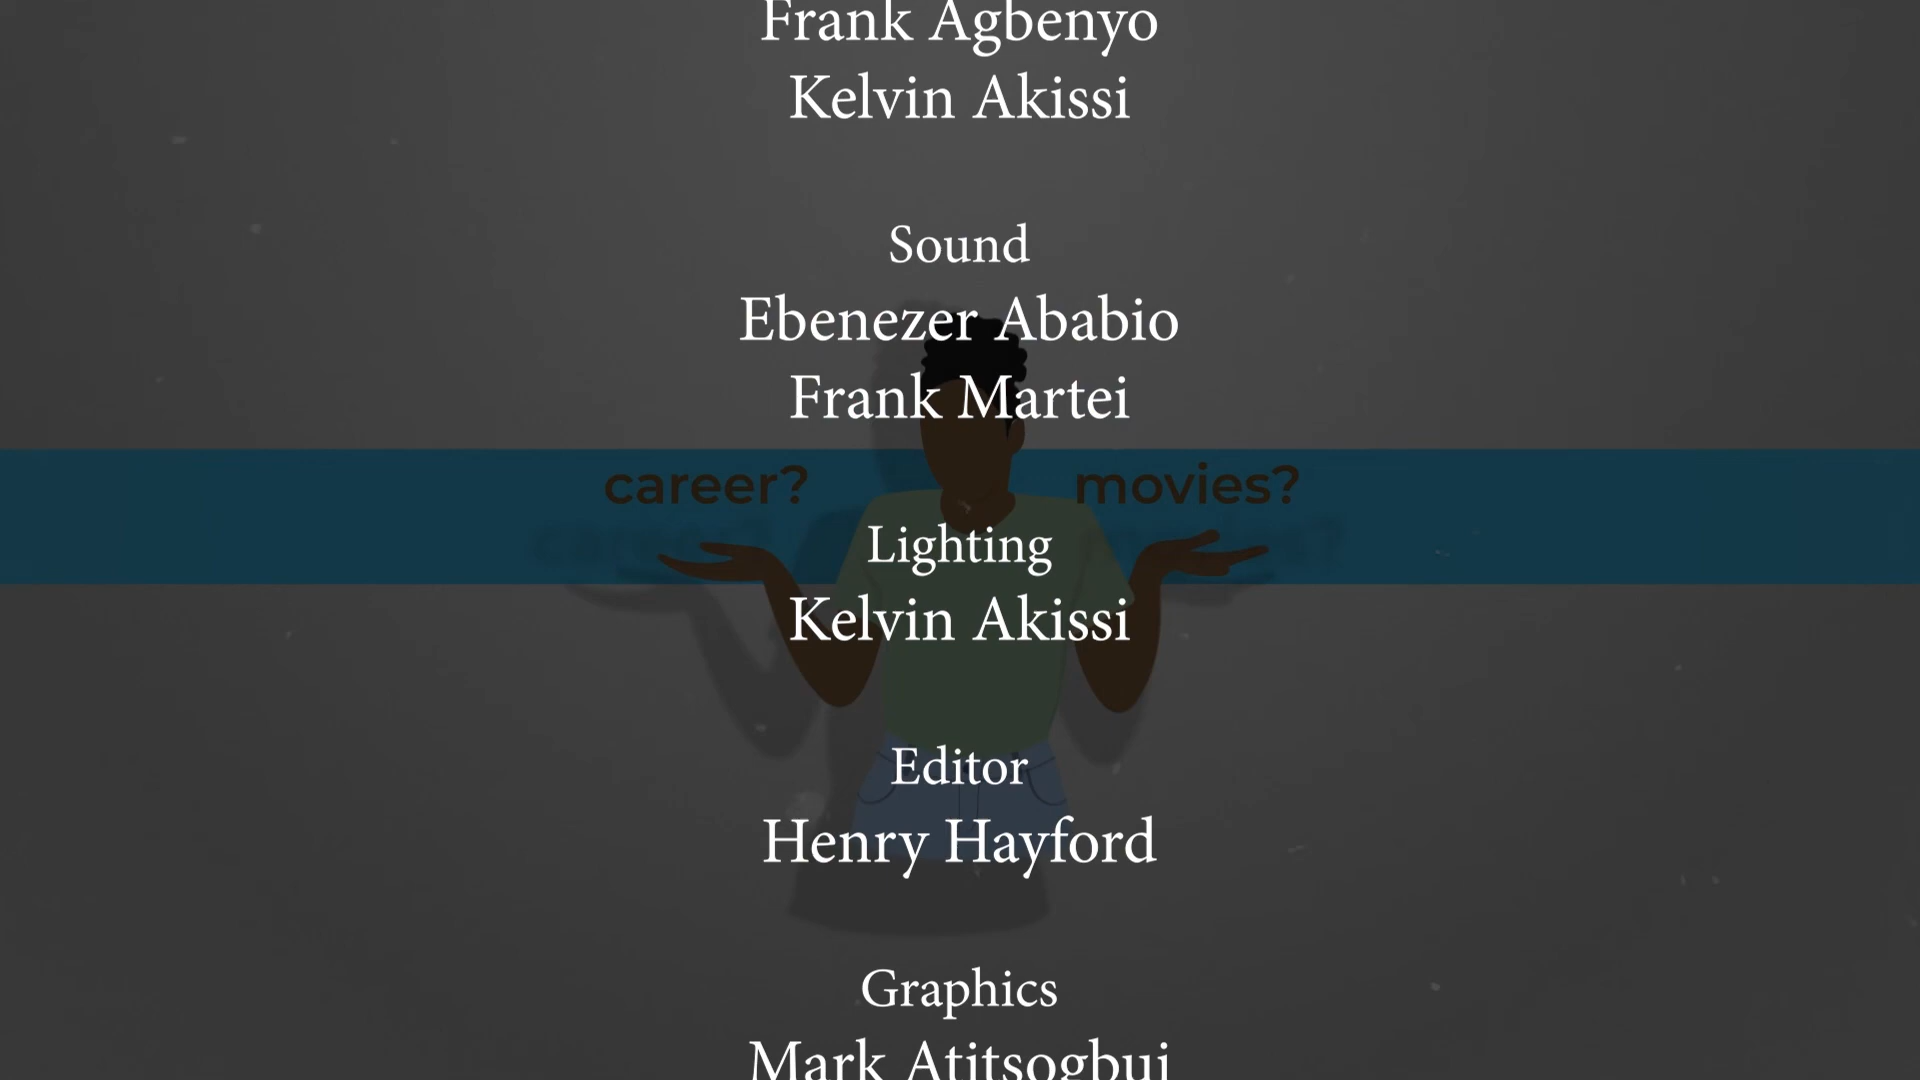 Frank Agbenyo
Kelvin Akissi
Sound
Ebenezer Ababio
Frank Martei
career? movies?
Lighting
Kelvin Akissi
Editor
Henry Hayford
Graphics
Mark Atitsogbui